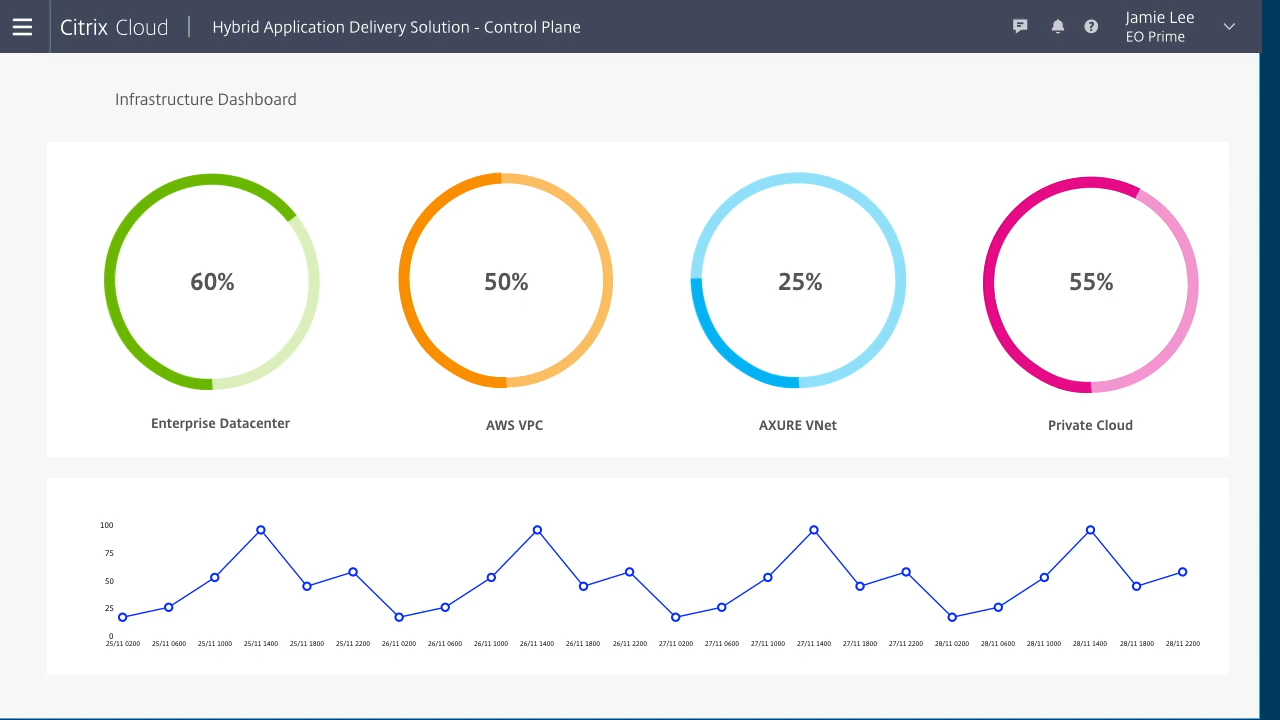 Citrix Cloud | Hybrid Application Delivery Solution - Control Plane
Jamie Lee
EO Prime
Infrastructure Dashboard
60% 50% 25% 55%
Enterprise Datacenter AWS VPC AXURE VNet Private Cloud
100
75
50
25
0
25/11 0200 25/11 0600 25/11 1000 25/11 1400 25/11 1800 25/11 2200 26/11 0200 26/11 0600 26/11 1000 26/11 1400 26/11 1800 26/11 2200 27/11 0200 27/11 0600 27/11 1000 27/11 1400 27/11 1800 27/11 2200 28/11 0200 28/11 0600 28/11 1000 28/11 1400 28/11 1800 28/11 2200